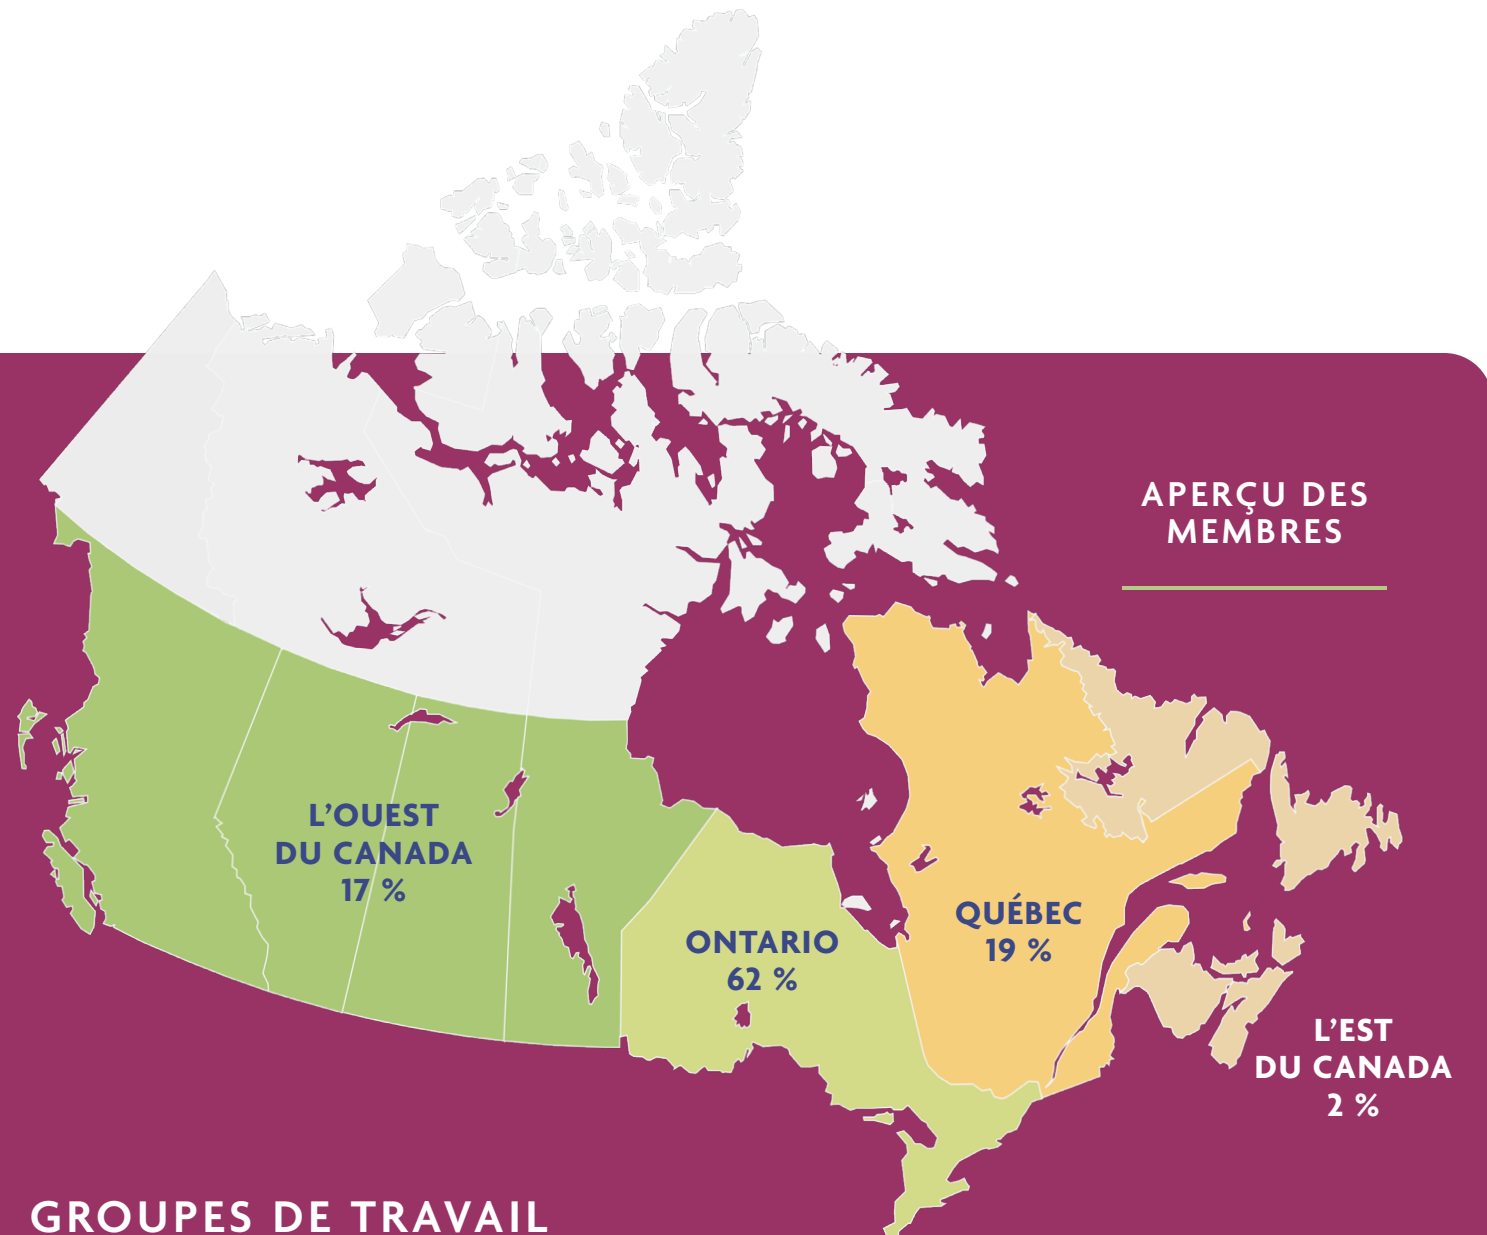 APERÇU DES
MEMBRES
L'OUEST
DU CANADA
17 %
ONTARIO
62 %
QUÉBEC
19 %
L'EST
DU CANADA
2 %
GROUPES DE TRAVAIL